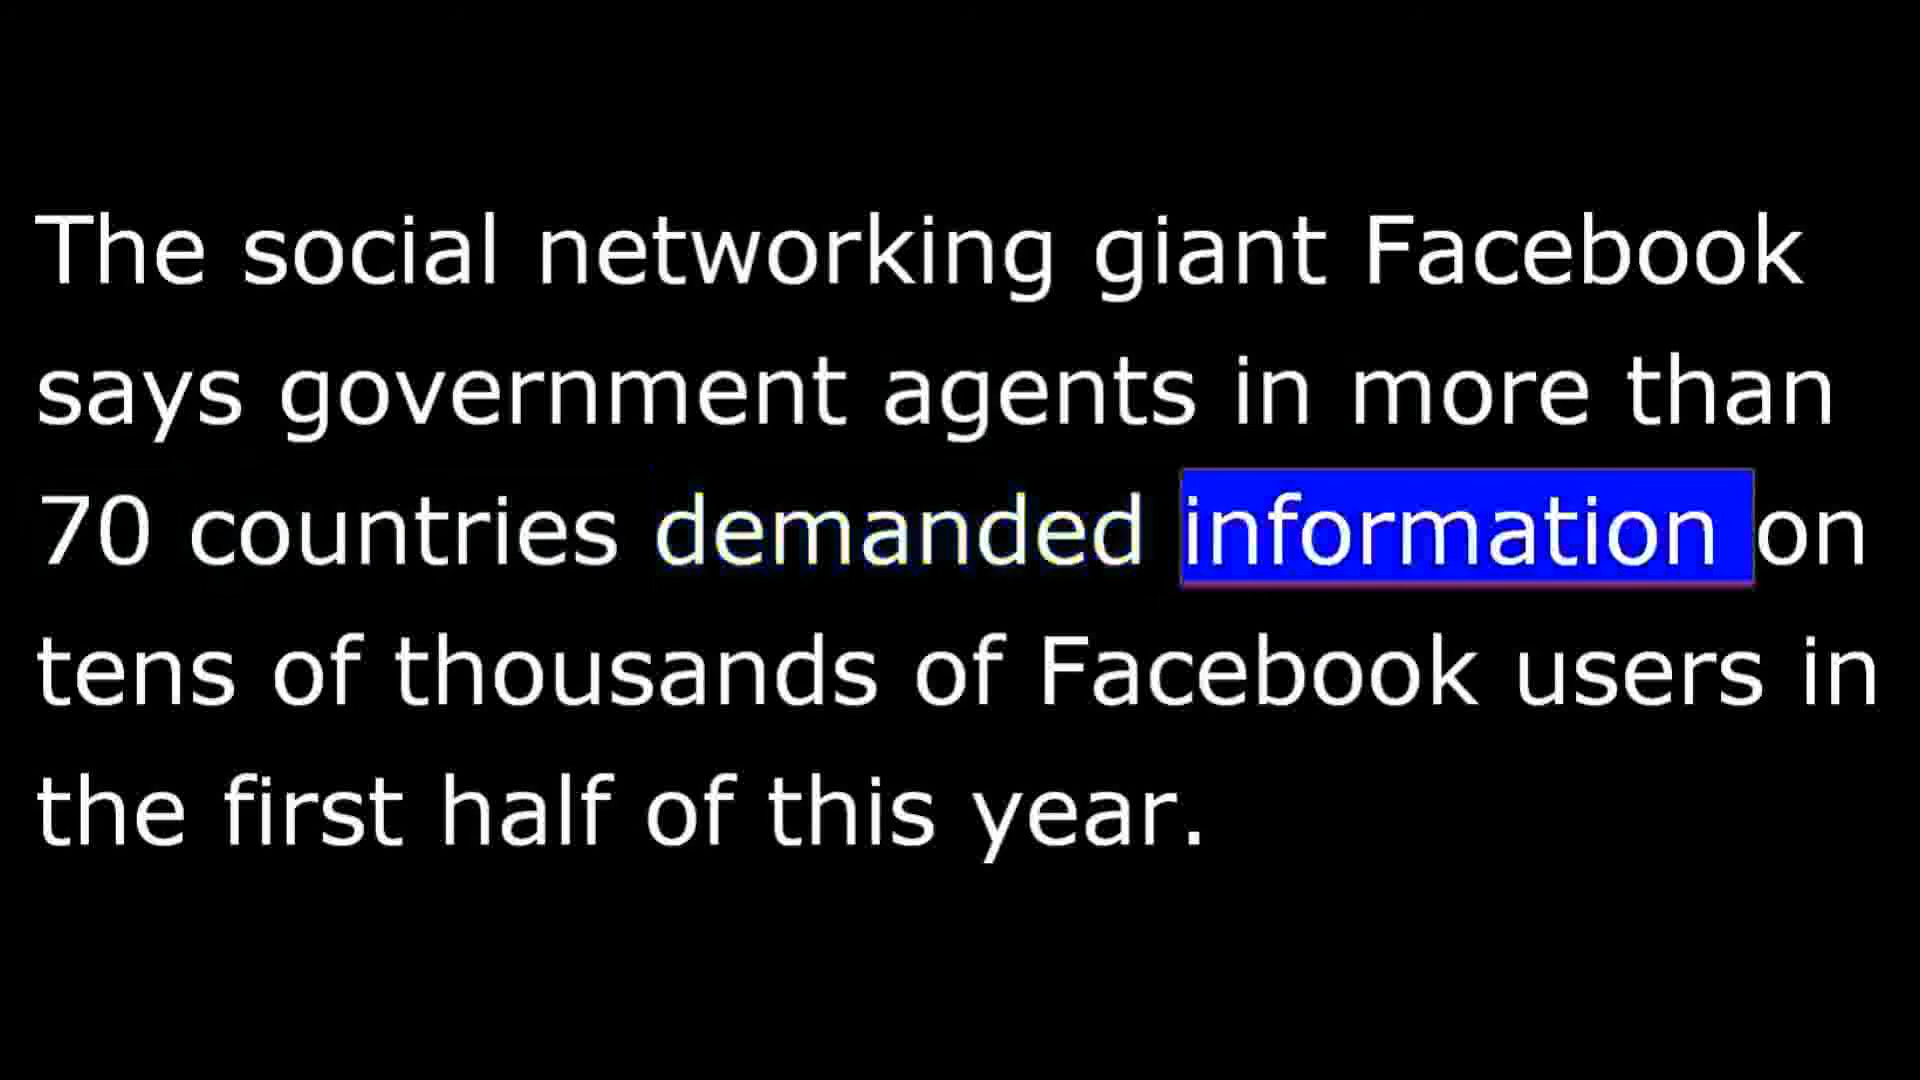 The social networking giant Facebook
says government agents in more than
70 countries demanded information on
tens of thousands of Facebook users in
the first half of this year.